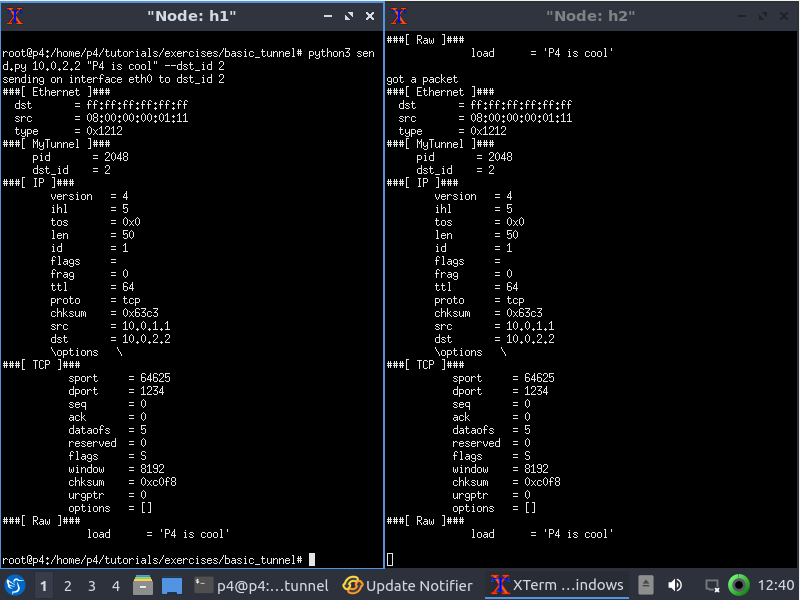 "Node: h1"
root@p4:/home/p4/tutorials/exercises/basic_tunnel# python3 sen
d.py 10.0.2.2 "P4 is cool" --dst_id 2
sending on interface eth0 to dst_id 2
###[ Ethernet ]###
dst = ff:ff:ff:ff:ff:ff
src = 08:00:00:00:01:11
type = 0x1212
###[ MyTunnel ]###
pid = 2048
dst_id = 2
###[ IP ]###
version = 4
ihl = 5
tos = 0x0
len = 50
id = 1
flags =
frag = 0
ttl = 64
proto = tcp
chksum = 0x63c3
src = 10.0.1.1
dst = 10.0.2.2
\options \
###[ TCP ]###
sport = 64625
dport = 1234
seq = 0
ack = 0
dataofs = 5
reserved = 0
flags = S
window = 8192
chksum = 0xc0f8
urgptr = 0
options = []
###[ Raw ]###
load = 'P4 is cool'
root@p4:/home/p4/tutorials/exercises/basic_tunnel#
"Node: h2"
###[ Raw ]###
load = 'P4 is cool'
got a packet
###[ Ethernet ]###
dst = ff:ff:ff:ff:ff:ff
src = 08:00:00:00:01:11
type = 0x1212
###[ MyTunnel ]###
pid = 2048
dst_id = 2
###[ IP ]###
version = 4
ihl = 5
tos = 0x0
len = 50
id = 1
flags =
frag = 0
ttl = 64
proto = tcp
chksum = 0x63c3
src = 10.0.1.1
dst = 10.0.2.2
\options \
###[ TCP ]###
sport = 64625
dport = 1234
seq = 0
ack = 0
dataofs = 5
reserved = 0
flags = S
window = 8192
chksum = 0xc0f8
urgptr = 0
options = []
###[ Raw ]###
load = 'P4 is cool'
1 2 3 4 p4@p4:...tunnel Update Notifier XTerm ...indows 12:40